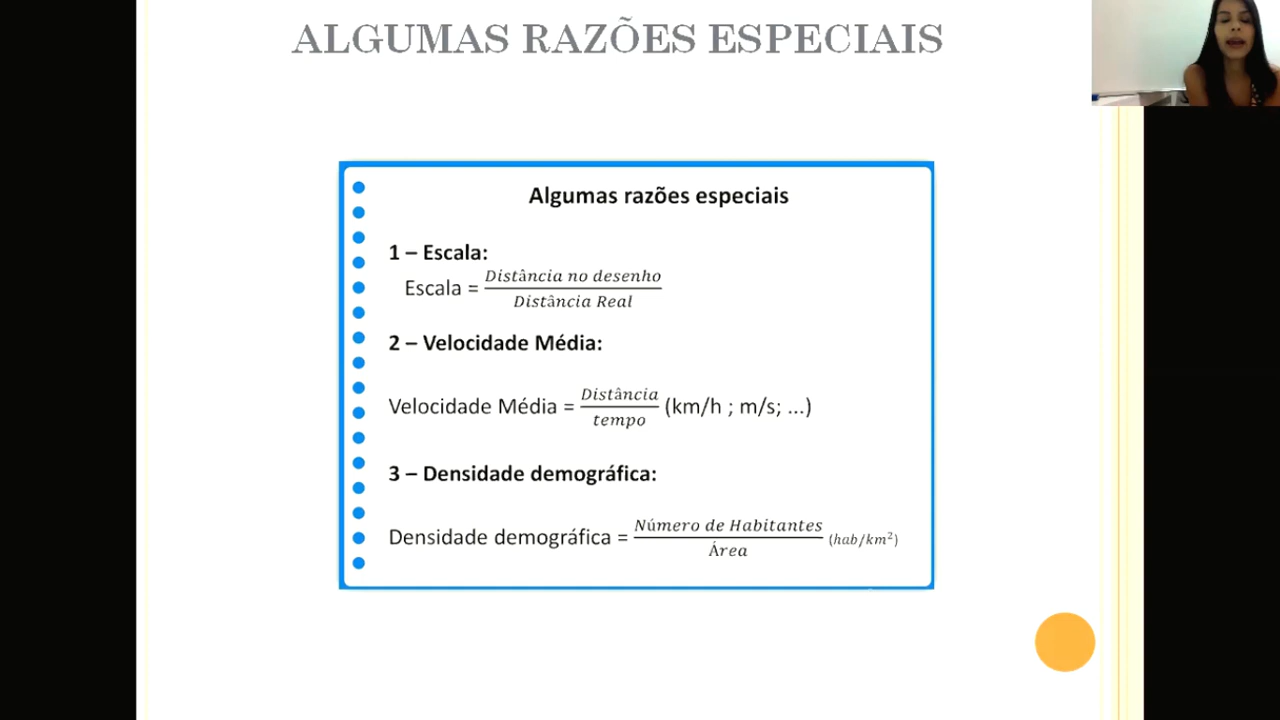 ALGUMAS RAZÕES ESPECIAIS
Algumas razões especiais
1 – Escala:
Escala = Distância no desenho / Distância Real
2 – Velocidade Média:
Velocidade Média = Distância / tempo (km/h ; m/s; ...)
3 – Densidade demográfica:
Densidade demográfica = Número de Habitantes / Área (hab/km²)